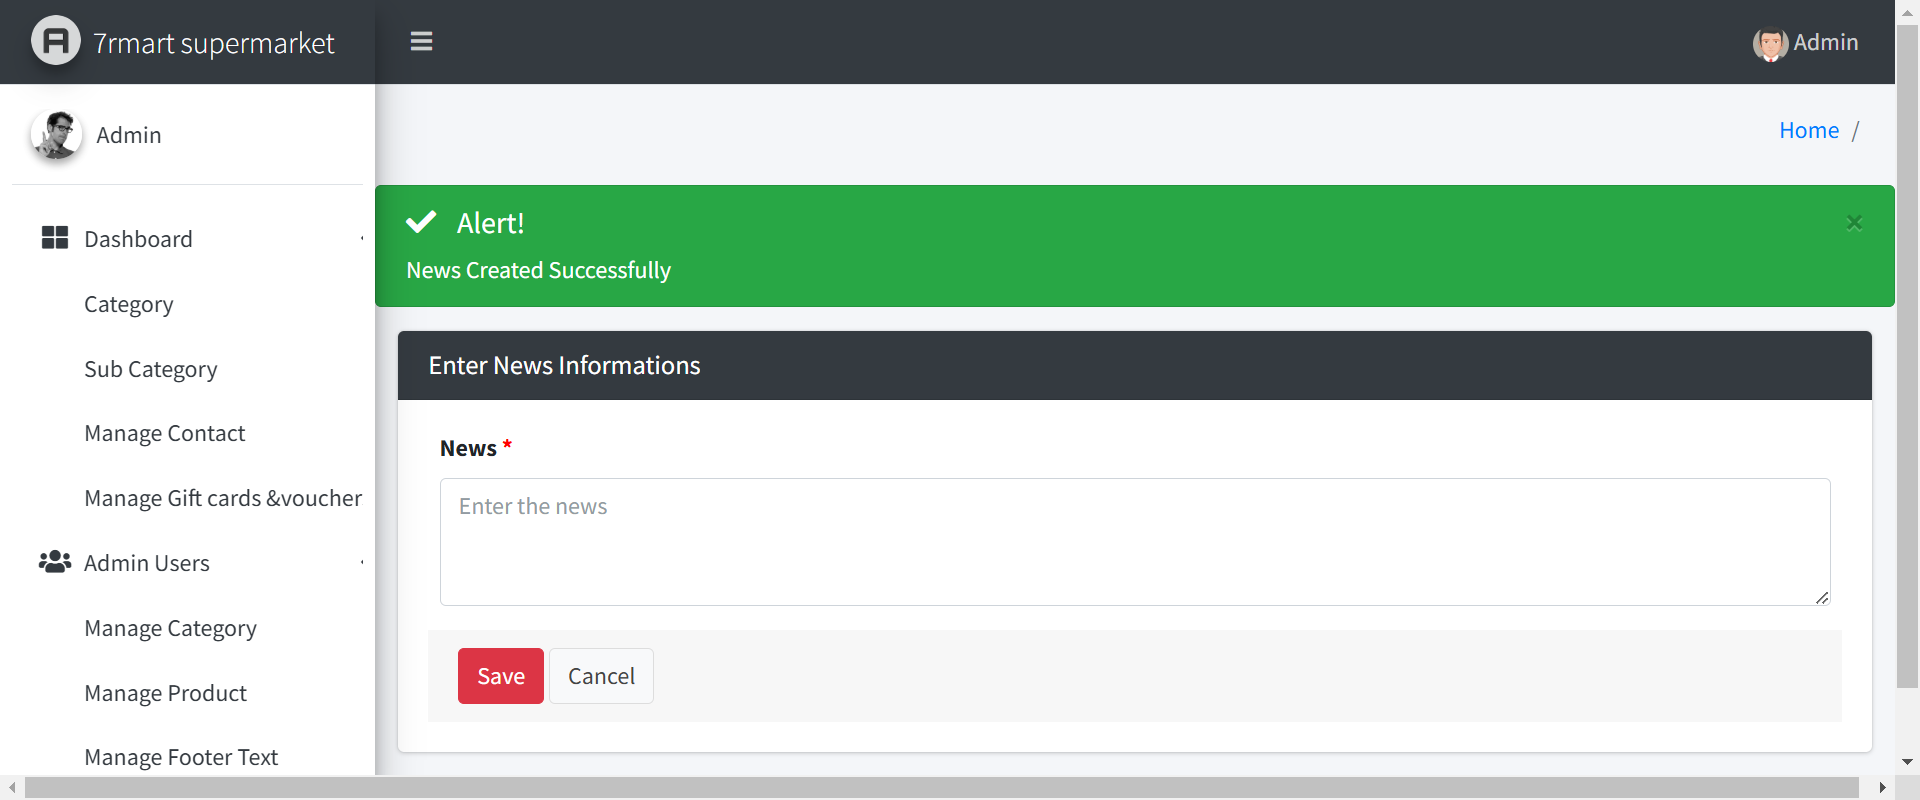 7rmart supermarket
Admin
Admin
Home /
Dashboard
Category
Sub Category
Manage Contact
Manage Gift cards &voucher
Admin Users
Manage Category
Manage Product
Manage Footer Text
Alert!
×
News Created Successfully
Enter News Informations
News *
Enter the news
Save
Cancel